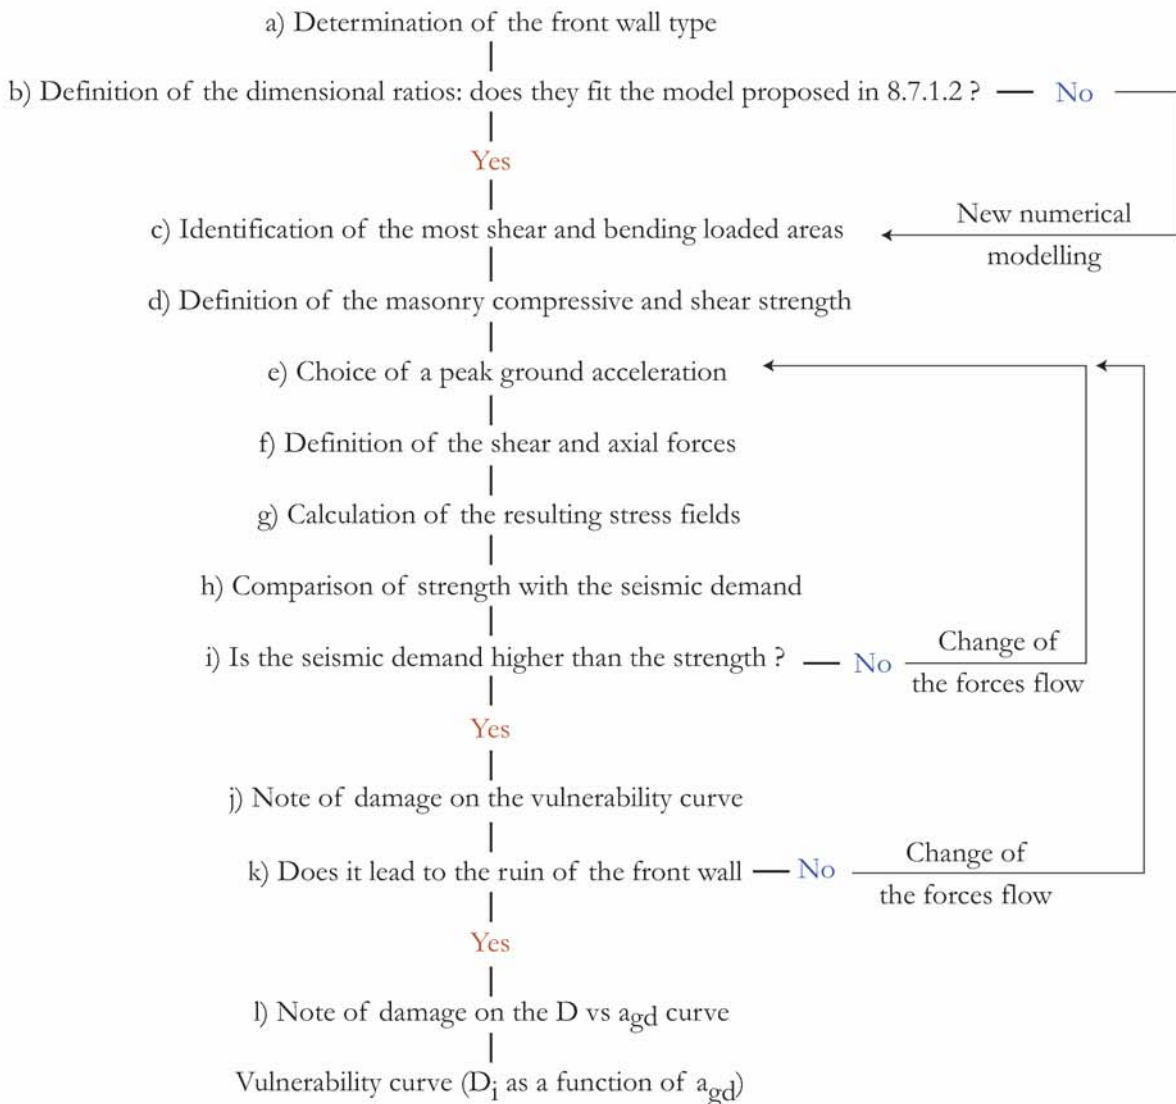 a) Determination of the front wall type
b) Definition of the dimensional ratios: does they fit the model proposed in 8.7.1.2 ? No
Yes
New numerical
c) Identification of the most shear and bending loaded areas
modelling
d) Definition of the masonry compressive and shear strength
e) Choice of a peak ground acceleration
f) Definition of the shear and axial forces
g) Calculation of the resulting stress fields
h) Comparison of strength with the seismic demand
i) Is the seismic demand higher than the strength ? No
Change of
the forces flow
Yes
j) Note of damage on the vulnerability curve
k) Does it lead to the ruin of the front wall No
Change of
the forces flow
Yes
l) Note of damage on the D vs agd curve
Vulnerability curve (Di as a function of agd)